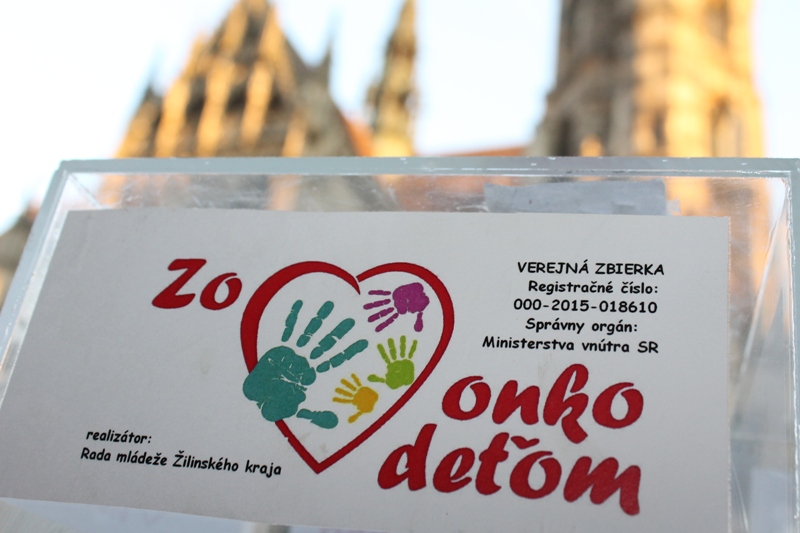 Zo
onko
deťom
VEREJNÁ ZBIERKA
Registračné číslo:
000-2015-018610
Správny orgán:
Ministerstva vnútra SR
realizátor:
Rada mládeže Žilinského kraja